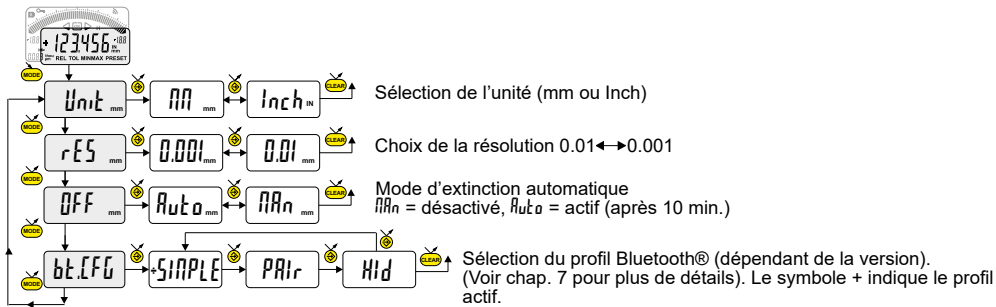 + 123.456 IN mm
REL TOL MINMAX PRESET
MODE
Unit mm
MM mm
Inch IN
CLEAR
Sélection de l’unité (mm ou Inch)
MODE
rES mm
0.001 mm
0.01 mm
CLEAR
Choix de la résolution 0.01↔0.001
MODE
OFF mm
Auto mm
MAn mm
CLEAR
Mode d’extinction automatique
MAn = désactivé, Auto = actif (après 10 min.)
MODE
bt.CFG
+SIMPLE
PAIr
HId
CLEAR
Sélection du profil Bluetooth® (dépendant de la version).
(Voir chap. 7 pour plus de détails). Le symbole + indique le profil
actif.
MODE